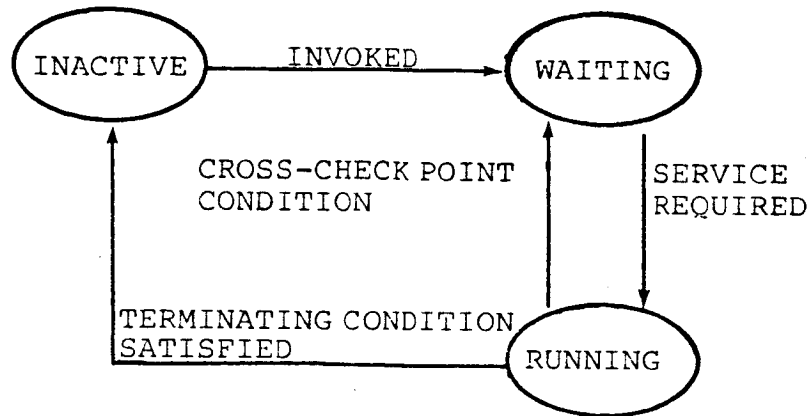 INACTIVE
INVOKED
WAITING
CROSS-CHECK POINT
CONDITION
SERVICE
REQUIRED
TERMINATING CONDITION
SATISFIED
RUNNING